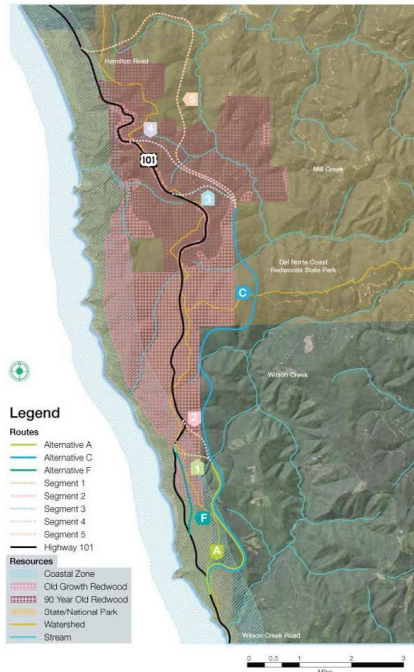 Hamilton Road
5
4
101
Mill Creek
3
Del Norte Coast
Redwoods State Park
C
Wilson Creek
2
1
F
A
Wilson Creek Road
Legend
Routes
Alternative A
Alternative C
Alternative F
Segment 1
Segment 2
Segment 3
Segment 4
Segment 5
Highway 101
Resources
Coastal Zone
Old Growth Redwood
90 Year Old Redwood
State/National Park
Watershed
Stream
0 0.5 1 2 3
Miles